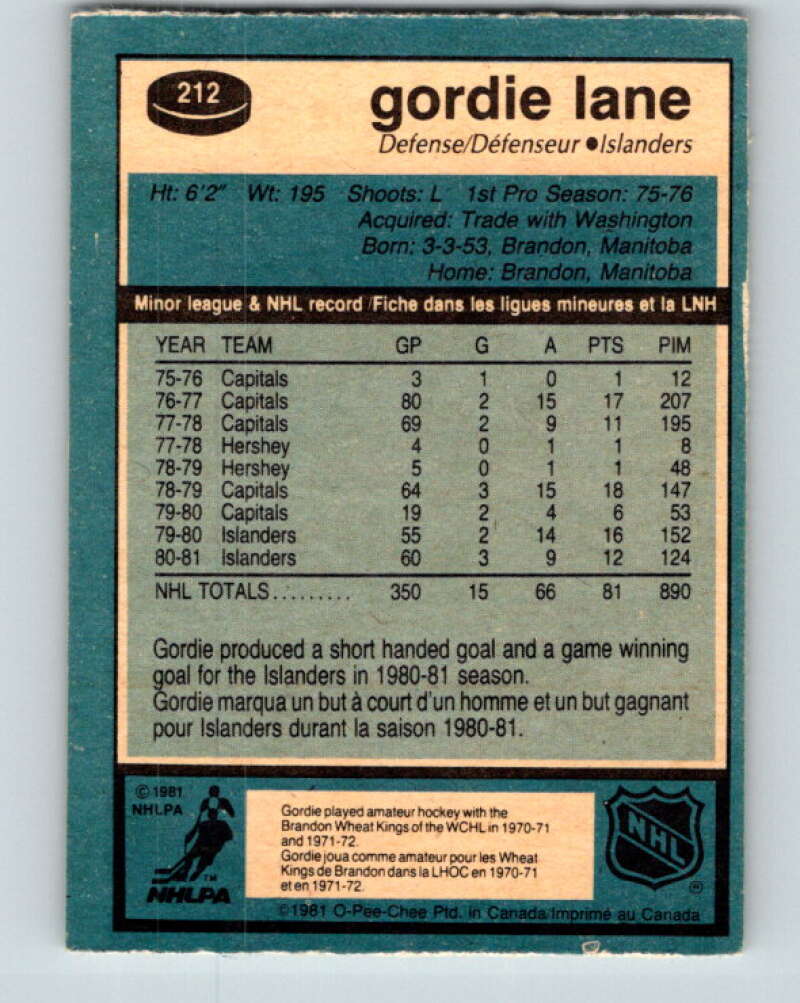 212
gordie lane
Defense/Défenseur ●Islanders
Ht: 6'2" Wt: 195 Shoots: L 1st Pro Season: 75-76
Acquired: Trade with Washington
Born: 3-3-53, Brandon, Manitoba
Home: Brandon, Manitoba
Minor league & NHL record /Fiche dans les ligues mineures et la LNH
YEAR TEAM GP G A PTS PIM
75-76 Capitals 3 1 0 1 12
76-77 Capitals 80 2 15 17 207
77-78 Capitals 69 2 9 11 195
77-78 Hershey 4 0 1 1 8
78-79 Hershey 5 0 1 1 48
78-79 Capitals 64 3 15 18 147
79-80 Capitals 19 2 4 6 53
79-80 Islanders 55 2 14 16 152
80-81 Islanders 60 3 9 12 124
NHL TOTALS......... 350 15 66 81 890
Gordie produced a short handed goal and a game winning
goal for the Islanders in 1980-81 season.
Gordie marqua un but à court d'un homme et un but gagnant
pour Islanders durant la saison 1980-81.
© 1981
NHLPA
TM
NHLPA
Gordie played amateur hockey with the
Brandon Wheat Kings of the WCHL in 1970-71
and 1971-72.
Gordie joua comme amateur pour les Wheat
Kings de Brandon dans la LHOC en 1970-71
et en 1971-72.
NHL
®
©1981 O-Pee-Chee Ptd. in Canada/Imprimé au Canada